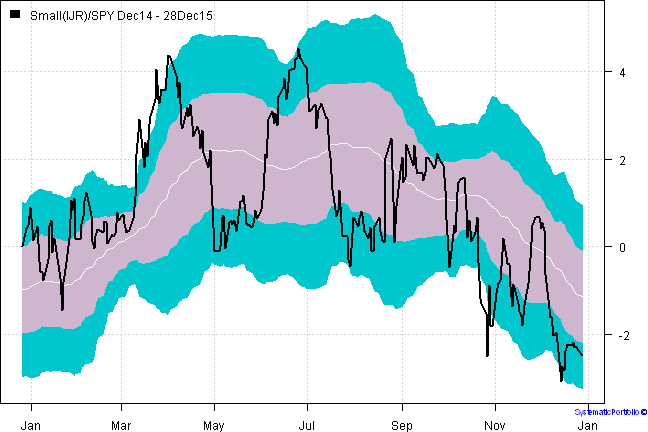 Small(IJR)/SPY Dec14 - 28Dec15
4
2
0
-2
Jan Mar May Jul Sep Nov Jan
SystematicPortfolio ©